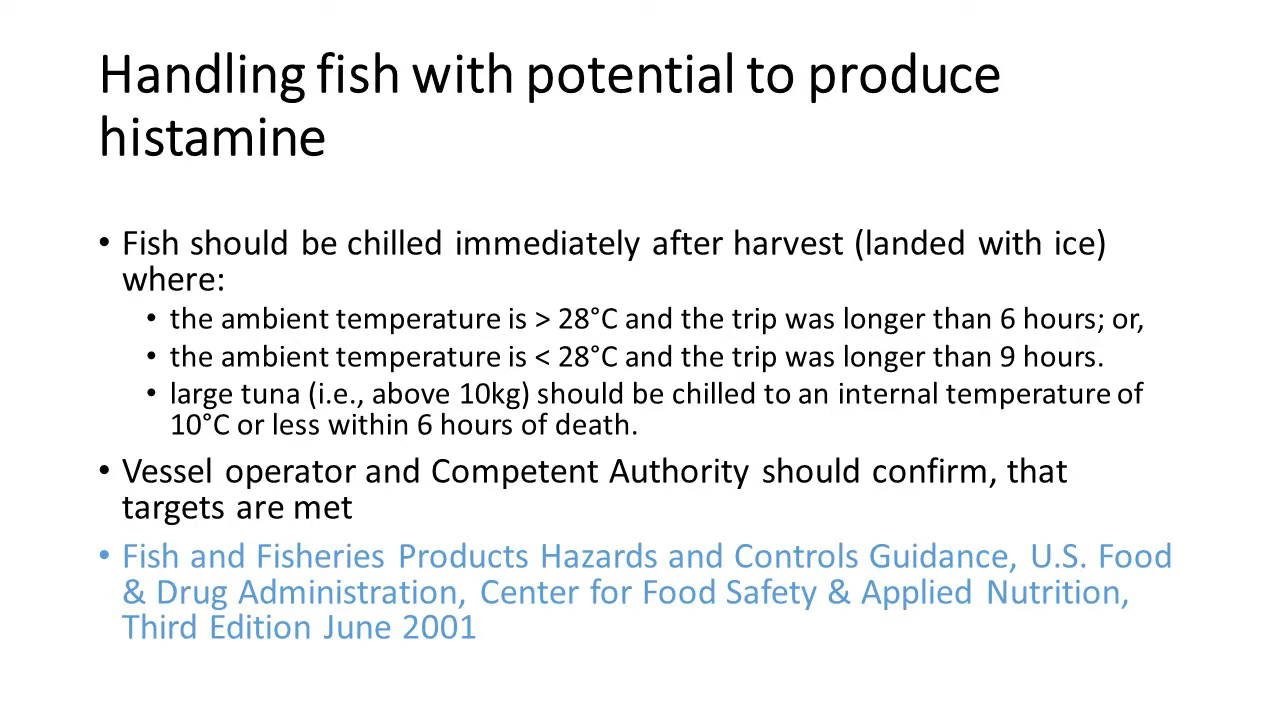 Handling fish with potential to produce
histamine
• Fish should be chilled immediately after harvest (landed with ice)
where:
• the ambient temperature is > 28°C and the trip was longer than 6 hours; or,
• the ambient temperature is < 28°C and the trip was longer than 9 hours.
• large tuna (i.e., above 10kg) should be chilled to an internal temperature of
10°C or less within 6 hours of death.
• Vessel operator and Competent Authority should confirm, that
targets are met
• Fish and Fisheries Products Hazards and Controls Guidance, U.S. Food
& Drug Administration, Center for Food Safety & Applied Nutrition,
Third Edition June 2001